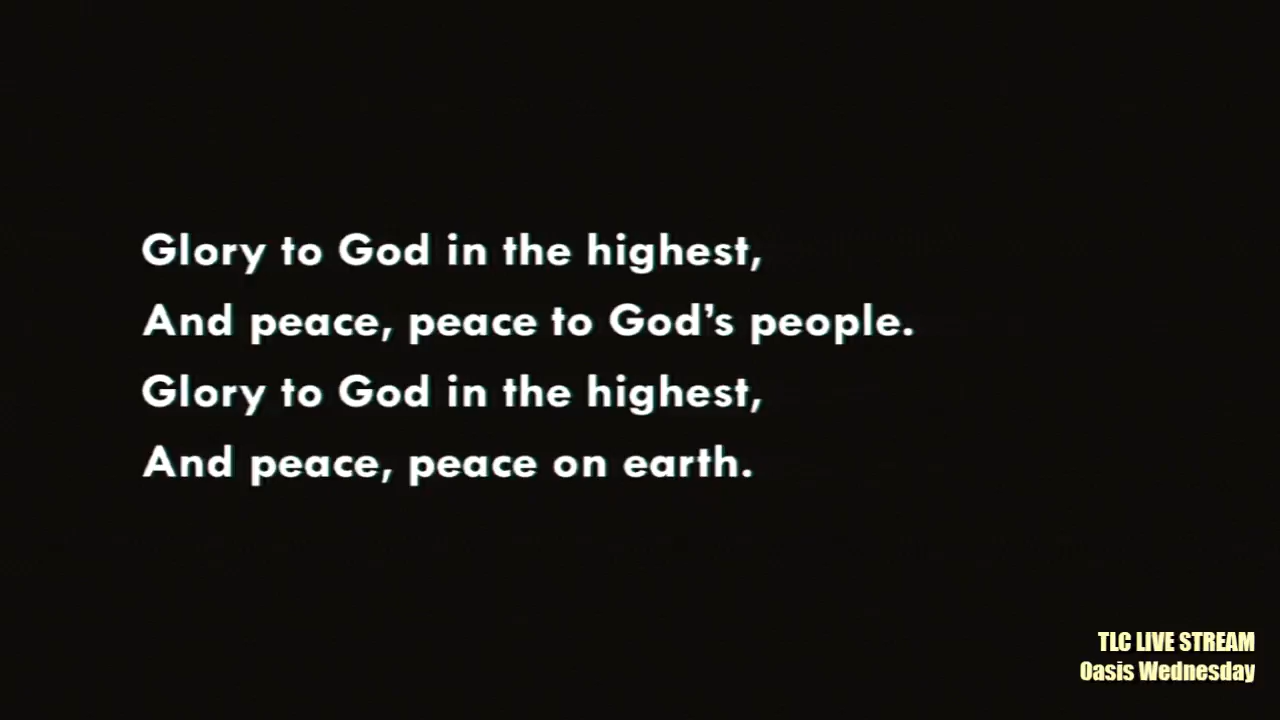 Glory to God in the highest,
And peace, peace to God’s people.
Glory to God in the highest,
And peace, peace on earth.
TLC LIVE STREAM
Oasis Wednesday